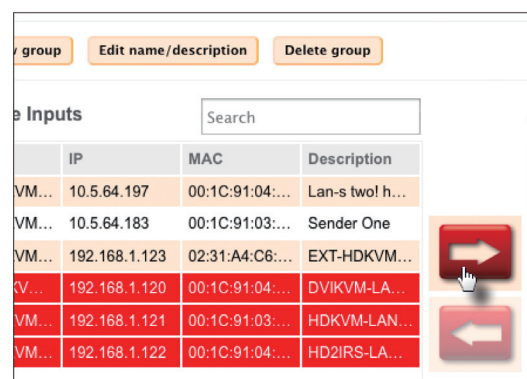 group Edit name/description Delete group
e Inputs Search
IP MAC Description
VM... 10.5.64.197 00:1C:91:04:... Lan-s two! h...
VM... 10.5.64.183 00:1C:91:03:... Sender One
VM... 192.168.1.123 02:31:A4:C6:... EXT-HDKVM...
KV... 192.168.1.120 00:1C:91:04:... DVIKVM-LA...
VM... 192.168.1.121 00:1C:91:03:... HDKVM-LAN...
VM... 192.168.1.122 00:1C:91:04:... HD2IRS-LA...